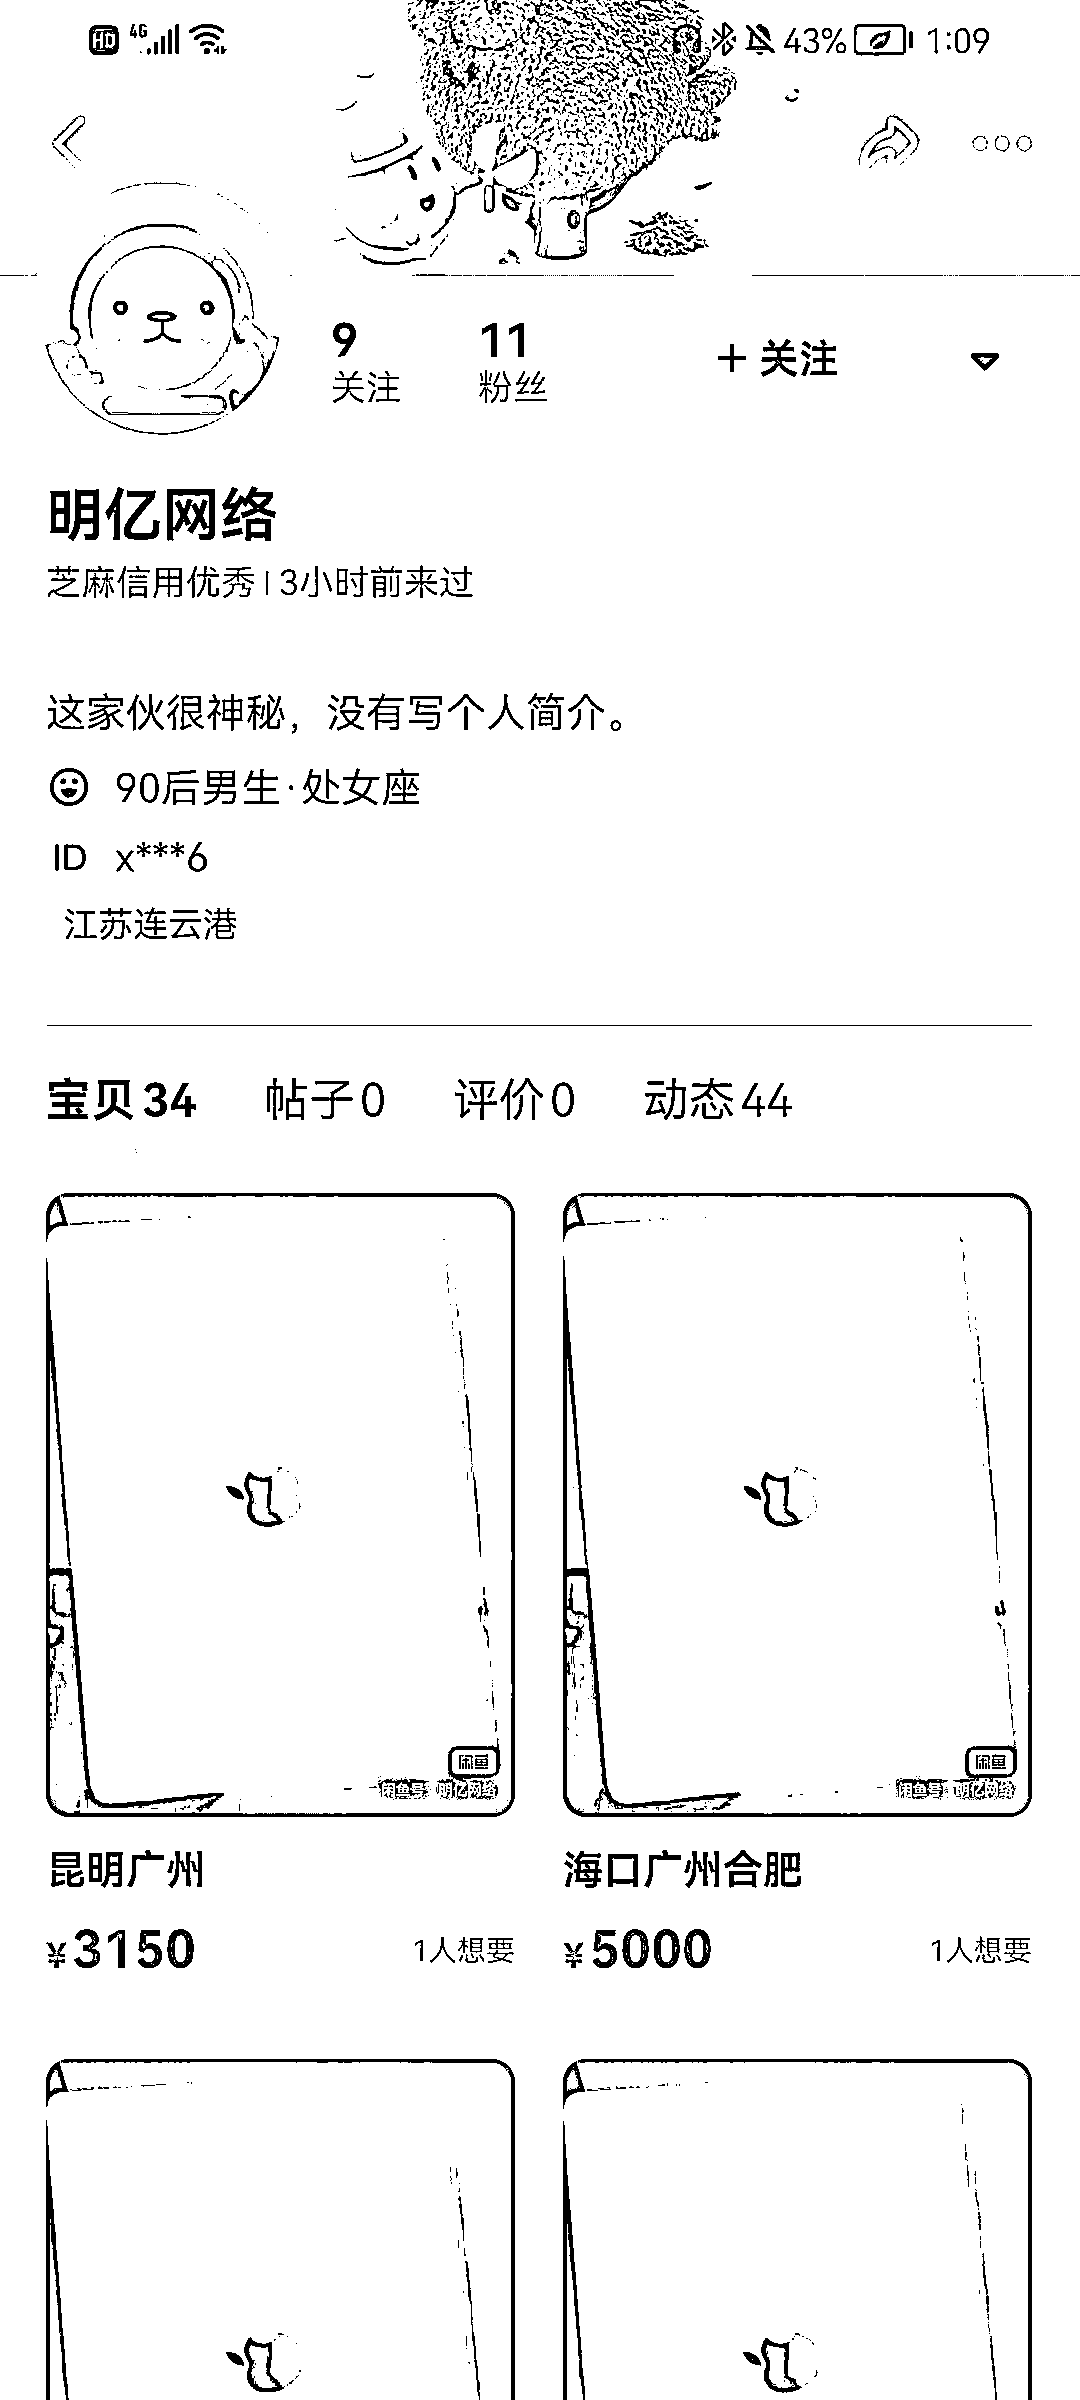 HD 4G 43% 1:09
9 11
关注 粉丝 + 关注
明亿网络
芝麻信用优秀 | 3小时前来过
这家伙很神秘，没有写个人简介。
90后男生·处女座
ID x***6
江苏连云港
宝贝34 帖子0 评价0 动态44
闲鱼 闲鱼
闲鱼号 明亿网络 闲鱼号 明亿网络
昆明广州 海口广州合肥
¥3150 1人想要 ¥5000 1人想要